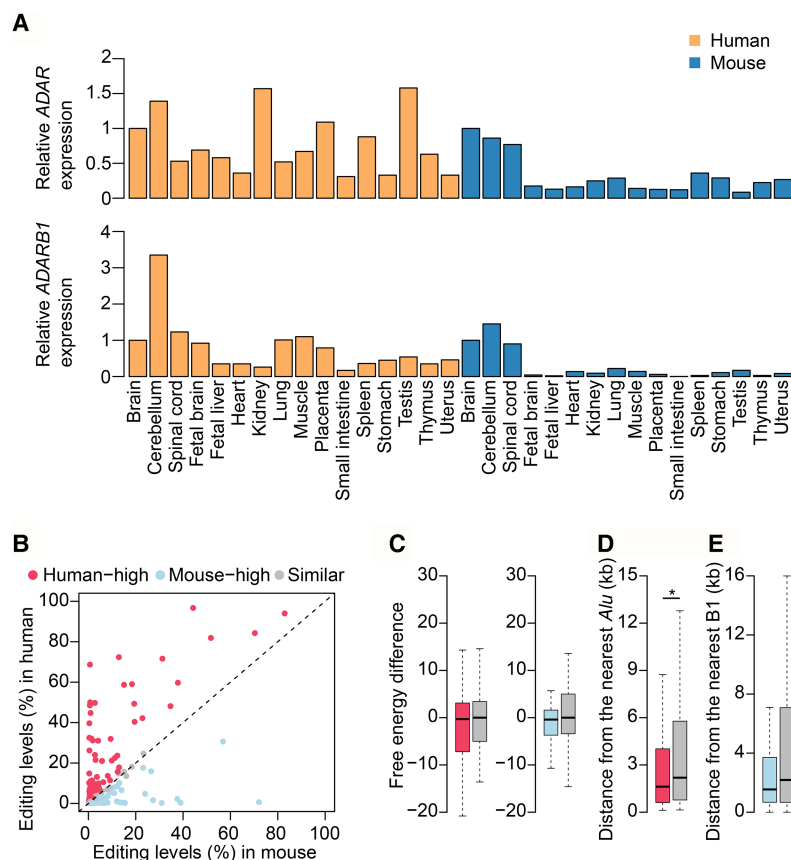 A
Human
Mouse
Relative ADAR
expression
2
1.5
1
0.5
0
Relative ADARB1
expression
4
3
2
1
0
Brain
Cerebellum
Spinal cord
Fetal brain
Fetal liver
Heart
Kidney
Lung
Muscle
Placenta
Small intestine
Spleen
Stomach
Testis
Thymus
Uterus
Brain
Cerebellum
Spinal cord
Fetal brain
Fetal liver
Heart
Kidney
Lung
Muscle
Placenta
Small intestine
Spleen
Stomach
Testis
Thymus
Uterus
B
Human−high
Mouse−high
Similar
Editing levels (%) in human
100
80
60
40
20
0
0
20
40
60
80
100
Editing levels (%) in mouse
C
Free energy difference
30
20
10
0
−10
−20
30
20
10
0
−10
−20
D
Distance from the nearest Alu (kb)
15
12
9
6
3
0
*
E
Distance from the nearest B1 (kb)
16
12
8
4
0